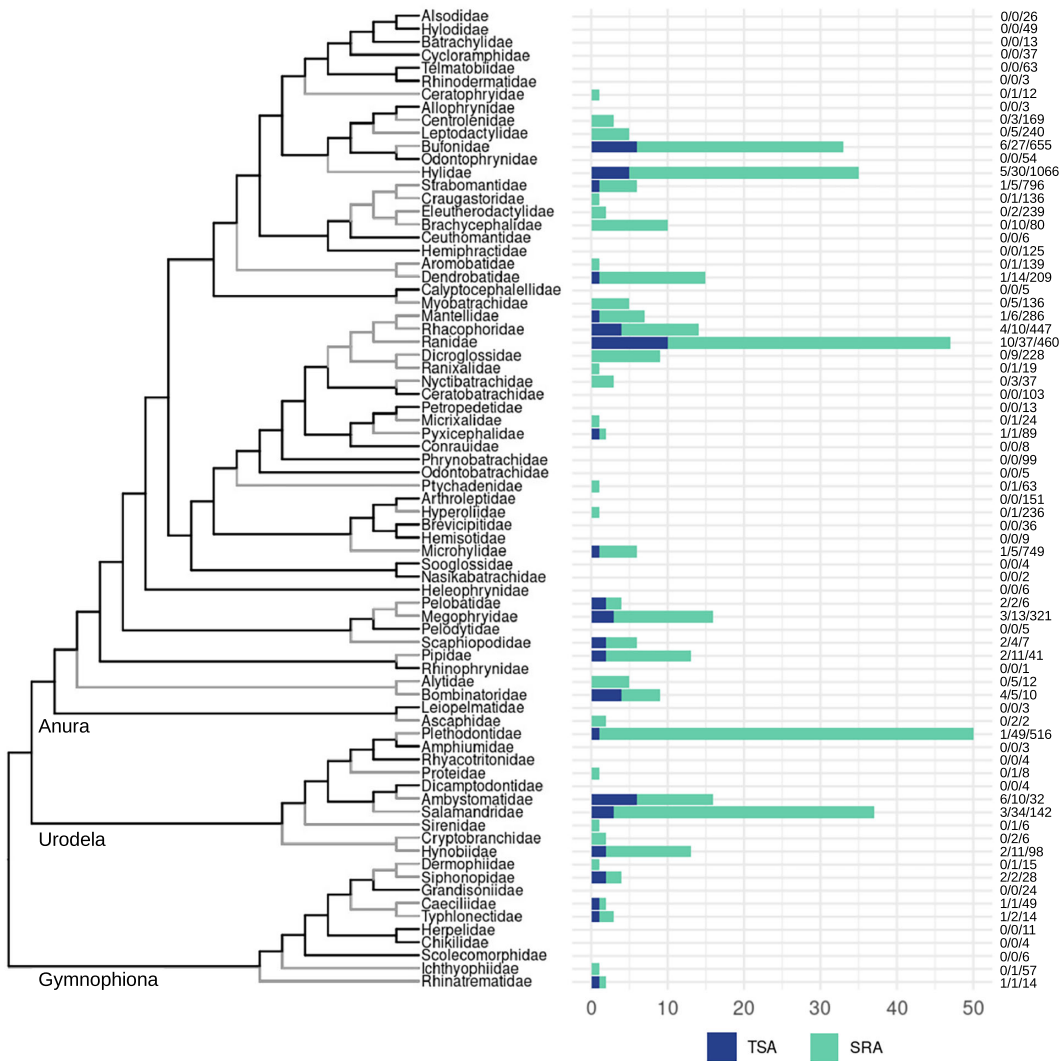 Alsodidae 0/0/26
Hylodidae 0/0/49
Batrachylidae 0/0/13
Cycloramphidae 0/0/37
Telmatobiidae 0/0/63
Rhinodermatidae 0/0/3
Ceratophryidae 0/1/12
Allophrynidae 0/0/3
Centrolenidae 0/3/169
Leptodactylidae 0/5/240
Bufonidae 6/27/655
Odontophrynidae 0/0/54
Hylidae 5/30/1066
Strabomantidae 1/5/796
Craugastoridae 0/1/136
Eleutherodactylidae 0/2/239
Brachycephalidae 0/10/80
Ceuthomantidae 0/0/6
Hemiphractidae 0/0/125
Aromobatidae 0/1/139
Dendrobatidae 1/14/209
Calyptocephalellidae 0/0/5
Myobatrachidae 0/5/136
Mantellidae 1/6/286
Rhacophoridae 4/10/447
Ranidae 10/37/460
Dicroglossidae 0/9/228
Ranixalidae 0/1/19
Nyctibatrachidae 0/3/37
Ceratobatrachidae 0/0/103
Petropedetidae 0/0/13
Micrixalidae 0/1/24
Pyxicephalidae 1/1/89
Conrauidae 0/0/8
Phrynobatrachidae 0/0/99
Odontobatrachidae 0/0/5
Ptychadenidae 0/1/63
Arthroleptidae 0/0/151
Hyperoliidae 0/1/236
Brevicipitidae 0/0/36
Hemisotidae 0/0/9
Microhylidae 1/5/749
Sooglossidae 0/0/4
Nasikabatrachidae 0/0/2
Heleophrynidae 0/0/6
Pelobatidae 2/2/6
Megophryidae 3/13/321
Pelodytidae 0/0/5
Scaphiopodidae 2/4/7
Pipidae 2/11/41
Rhinophrynidae 0/0/1
Alytidae 0/5/12
Bombinatoridae 4/5/10
Leiopelmatidae 0/0/3
Anura
Ascaphidae 0/2/2
Plethodontidae 1/49/516
Amphiumidae 0/0/3
Rhyacotritonidae 0/0/4
Proteidae 0/1/8
Dicamptodontidae 0/0/4
Ambystomatidae 6/10/32
Salamandridae 3/34/142
Sirenidae 0/1/6
Urodela
Cryptobranchidae 0/2/6
Hynobiidae 2/11/98
Dermophiidae 0/1/15
Siphonopidae 2/2/28
Grandisoniidae 0/0/24
Caeciliidae 1/1/49
Typhlonectidae 1/2/14
Herpelidae 0/0/11
Chikilidae 0/0/4
Scolecomorphidae 0/0/6
Ichthyophiidae 0/1/57
Gymnophiona
Rhinatrematidae 1/1/14
0 10 20 30 40 50
TSA SRA